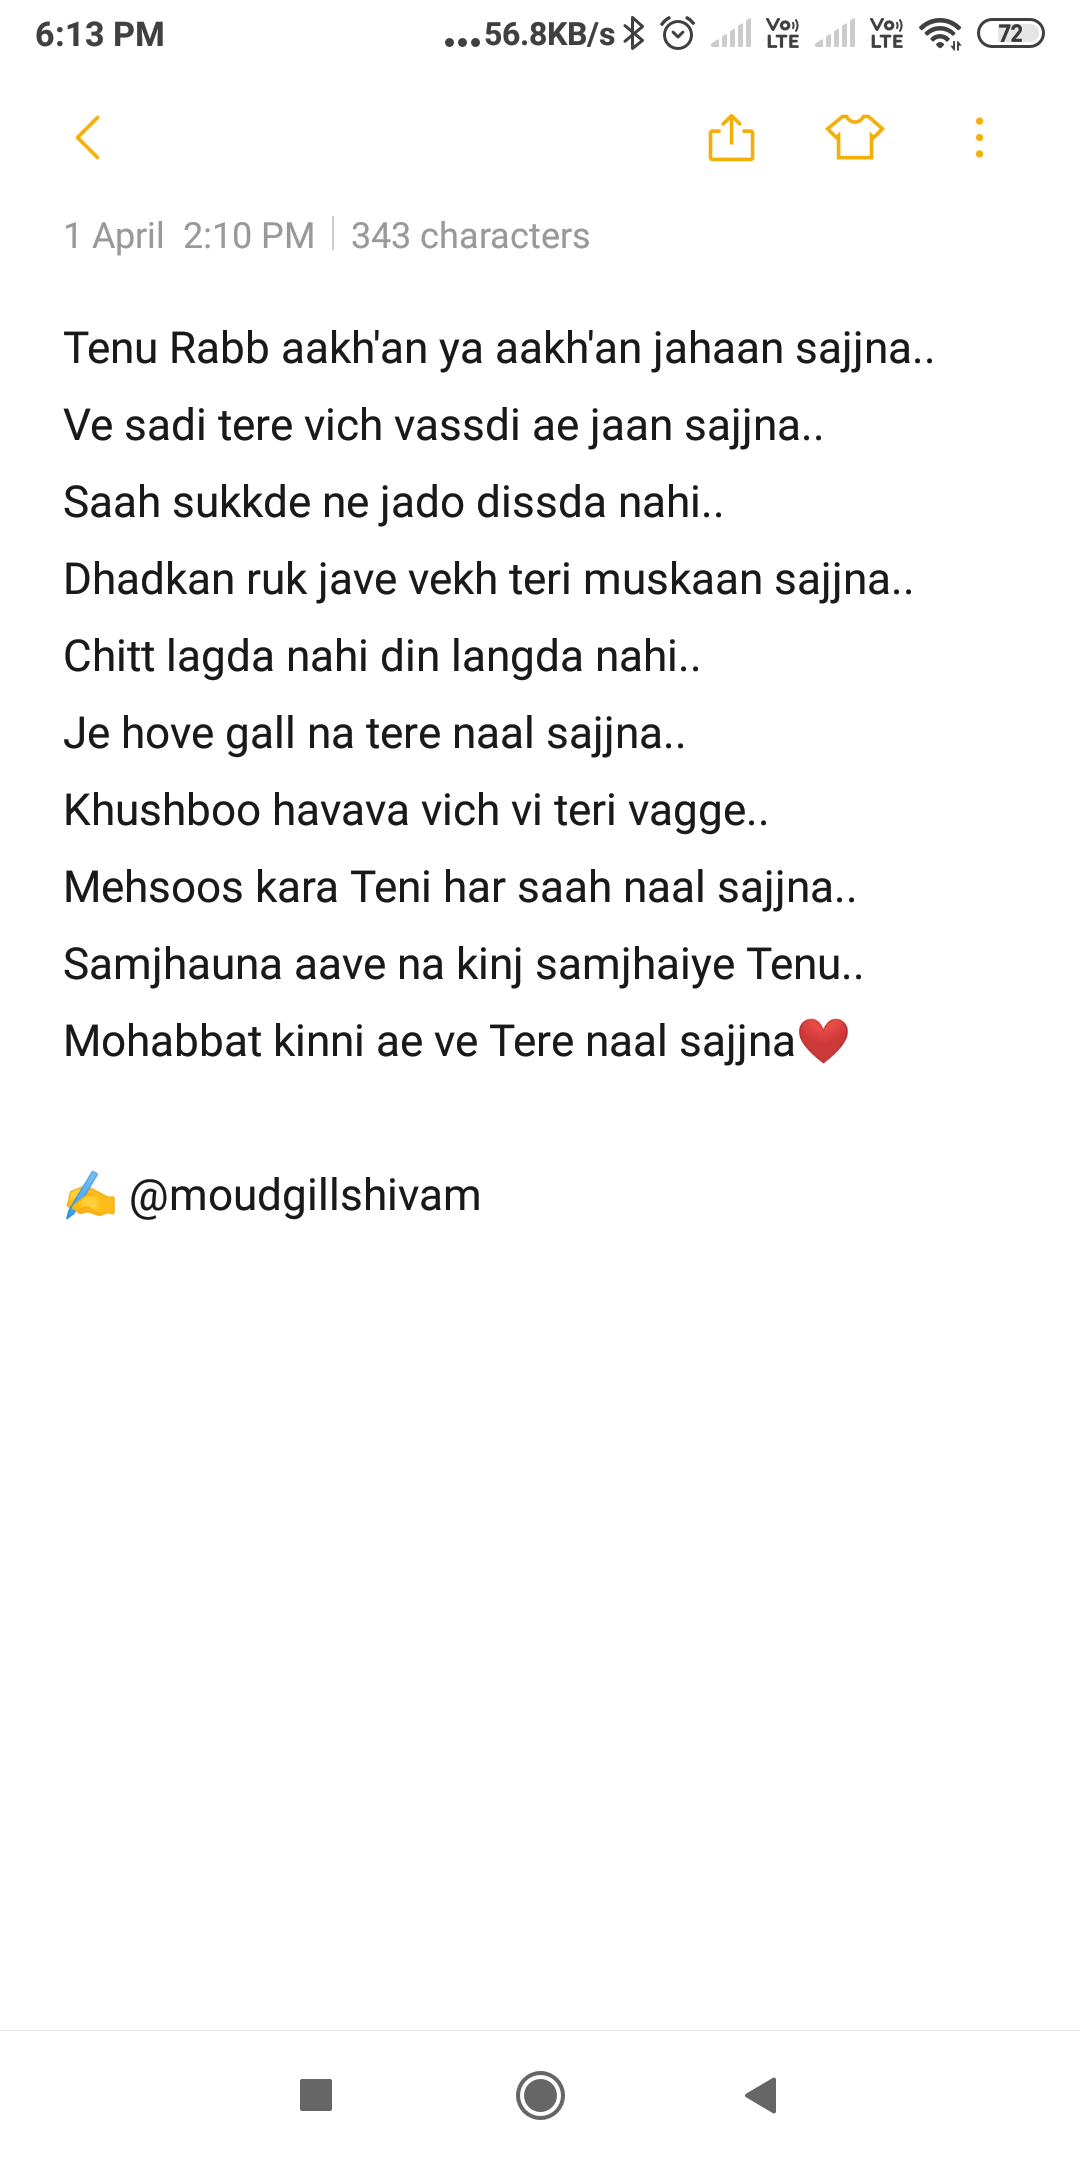 6:13 PM ...56.8KB/s Vo)) LTE Vo)) LTE 72
1 April 2:10 PM | 343 characters
Tenu Rabb aakh'an ya aakh'an jahaan sajjna..
Ve sadi tere vich vassdi ae jaan sajjna..
Saah sukkde ne jado dissda nahi..
Dhadkan ruk jave vekh teri muskaan sajjna..
Chitt lagda nahi din langda nahi..
Je hove gall na tere naal sajjna..
Khushboo havava vich vi teri vagge..
Mehsoos kara Teni har saah naal sajjna..
Samjhauna aave na kinj samjhaiye Tenu..
Mohabbat kinni ae ve Tere naal sajjna❤️
✍️ @moudgillshivam